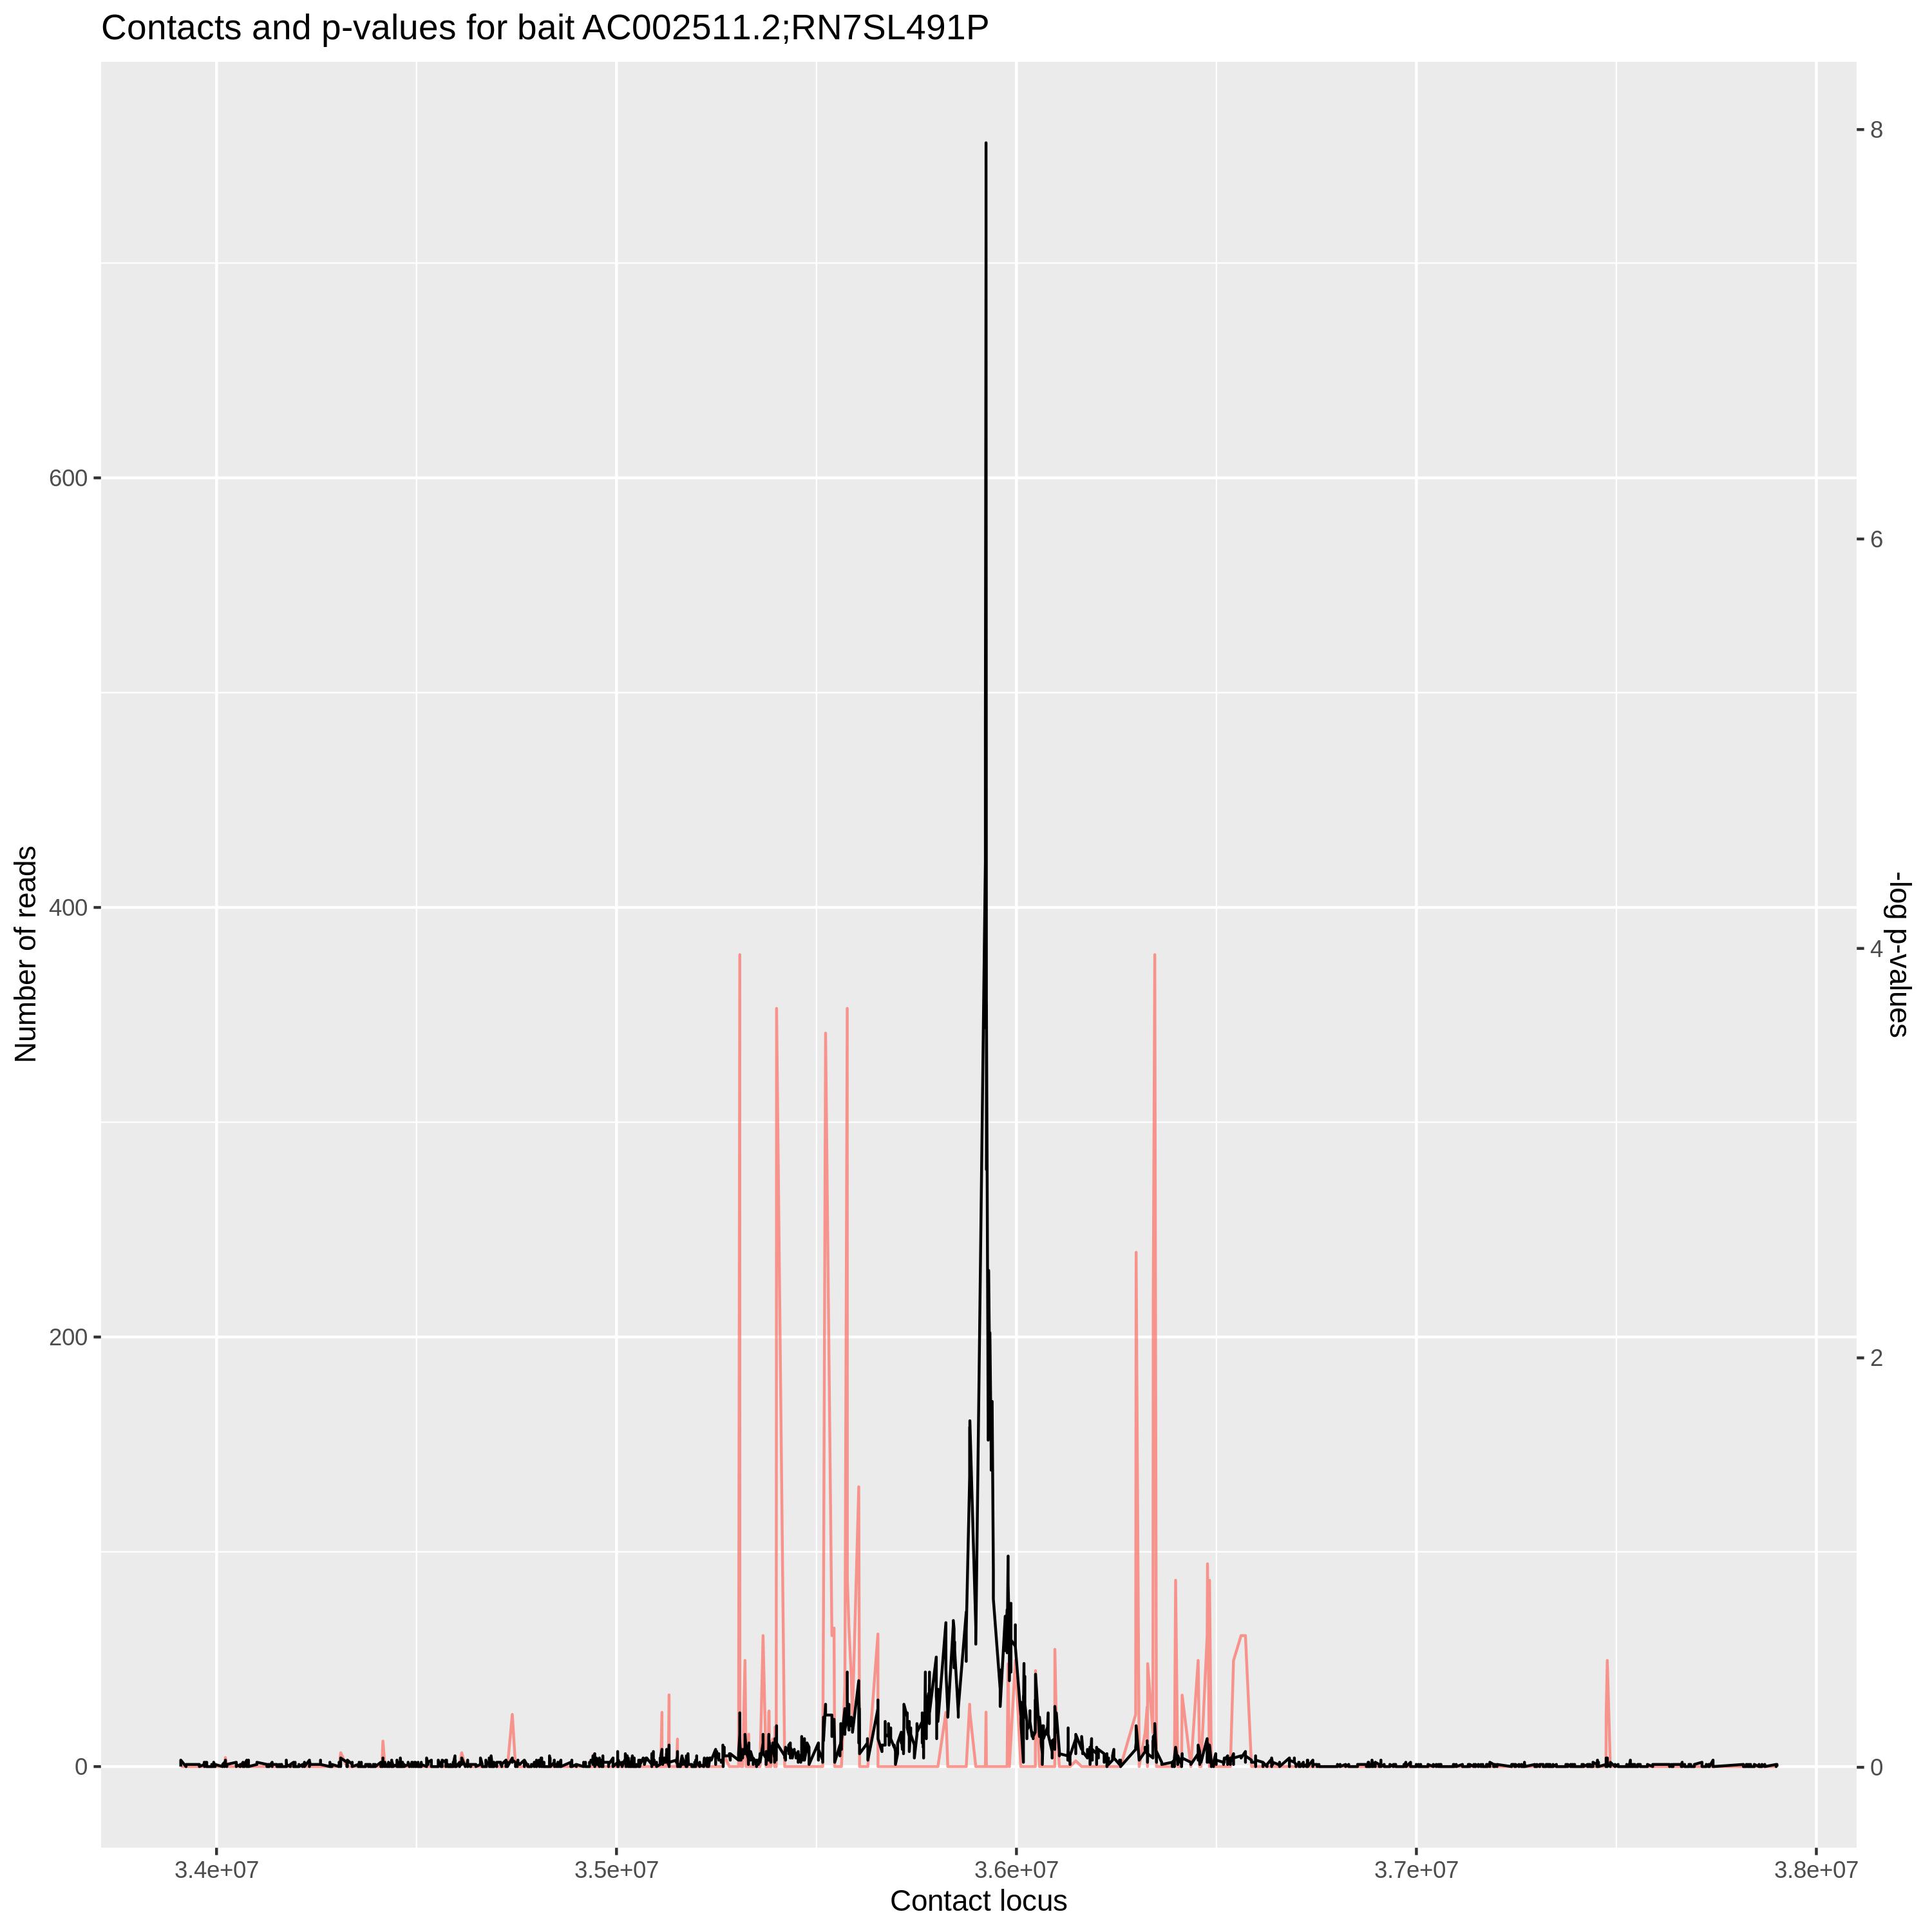 Contacts and p-values for bait AC002511.2;RN7SL491P
Number of reads
600
400
200
0
8
6
4
2
0
-log p-values
3.4e+07 3.5e+07 3.6e+07 3.7e+07 3.8e+07
Contact locus